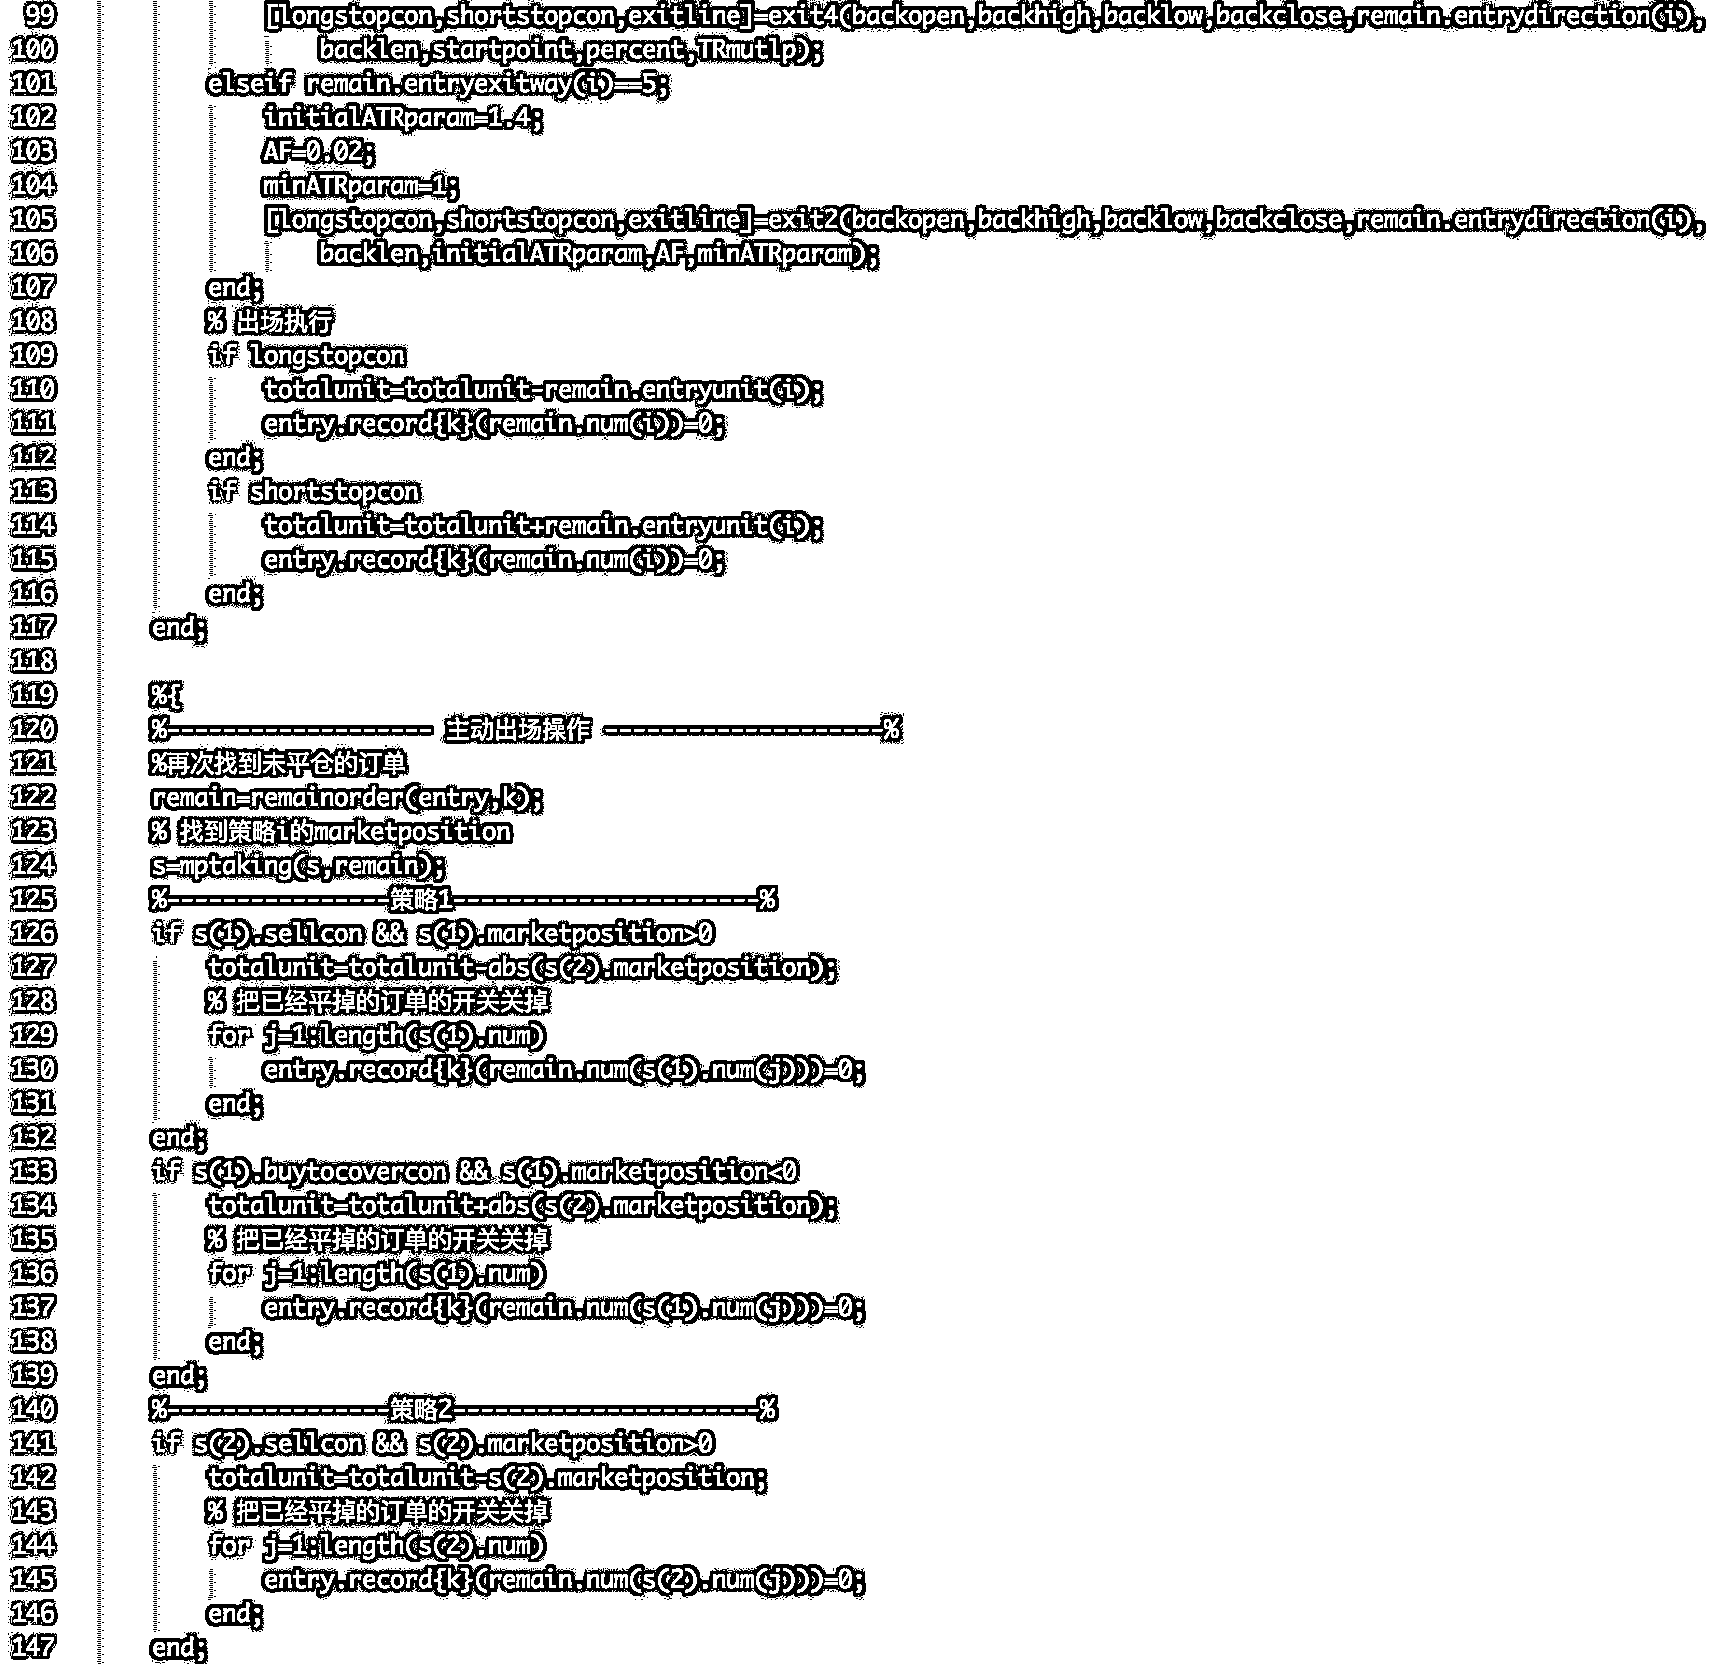 99 [longstopcon,shortstopcon,exitline]=exit4(backopen,backhigh,backlow,backclose,remain.entrydirection(i),
100 backlen,startpoint,percent,TRmutlp);
101 elseif remain.entryexitway(i)==5;
102 initialATRparam=1.4;
103 AF=0.02;
104 minATRparam=1;
105 [longstopcon,shortstopcon,exitline]=exit2(backopen,backhigh,backlow,backclose,remain.entrydirection(i),
106 backlen,initialATRparam,AF,minATRparam);
107 end;
108 % 出场执行
109 if longstopcon
110 totalunit=totalunit-remain.entryunit(i);
111 entry.record{k}(remain.num(i))=0;
112 end;
113 if shortstopcon
114 totalunit=totalunit+remain.entryunit(i);
115 entry.record{k}(remain.num(i))=0;
116 end;
117 end;
118
119 %{
120 %------------------- 主动出场操作 --------------------%
121 %再次找到未平仓的订单
122 remain=remainorder(entry,k);
123 % 找到策略i的marketposition
124 s=mptaking(s,remain);
125 %----------------策略1----------------------%
126 if s(1).sellcon && s(1).marketposition>0
127 totalunit=totalunit-abs(s(2).marketposition);
128 % 把已经平掉的订单的开关关掉
129 for j=1:length(s(1).num)
130 entry.record{k}(remain.num(s(1).num(j)))=0;
131 end;
132 end;
133 if s(1).buytocovercon && s(1).marketposition<0
134 totalunit=totalunit+abs(s(2).marketposition);
135 % 把已经平掉的订单的开关关掉
136 for j=1:length(s(1).num)
137 entry.record{k}(remain.num(s(1).num(j)))=0;
138 end;
139 end;
140 %----------------策略2----------------------%
141 if s(2).sellcon && s(2).marketposition>0
142 totalunit=totalunit-s(2).marketposition;
143 % 把已经平掉的订单的开关关掉
144 for j=1:length(s(2).num)
145 entry.record{k}(remain.num(s(2).num(j)))=0;
146 end;
147 end;